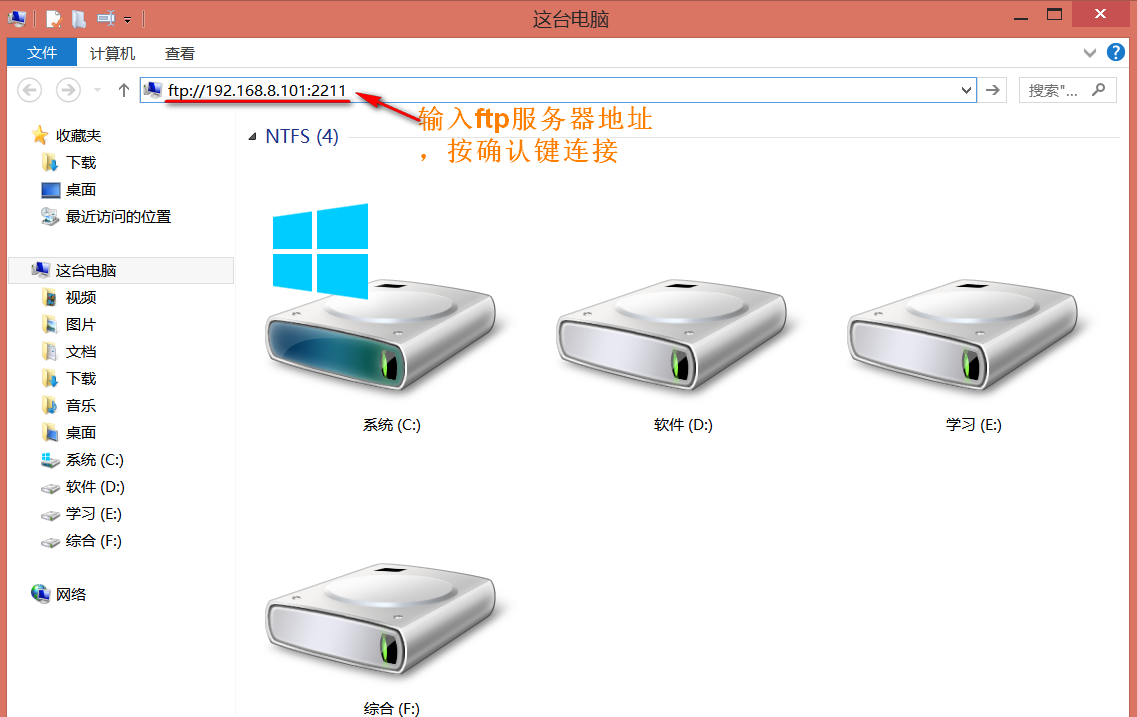 这台电脑
文件 计算机 查看
ftp://192.168.8.101:2211
搜索"...
输入ftp服务器地址
，按确认键连接
收藏夹
下载
桌面
最近访问的位置
这台电脑
视频
图片
文档
下载
音乐
桌面
系统 (C:)
软件 (D:)
学习 (E:)
综合 (F:)
网络
NTFS (4)
系统 (C:)
软件 (D:)
学习 (E:)
综合 (F:)